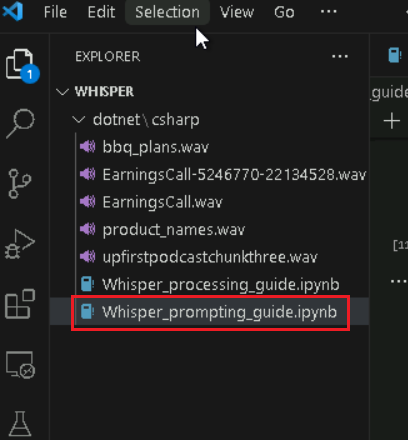 File Edit Selection View Go ...
EXPLORER ...
1
WHISPER
guide
dotnet\csharp
bbq_plans.wav
EarningsCall-5246770-22134528.wav
EarningsCall.wav
product_names.wav
upfirstpodcastchunkthree.wav
[11
Whisper_processing_guide.ipynb
...
Whisper_prompting_guide.ipynb